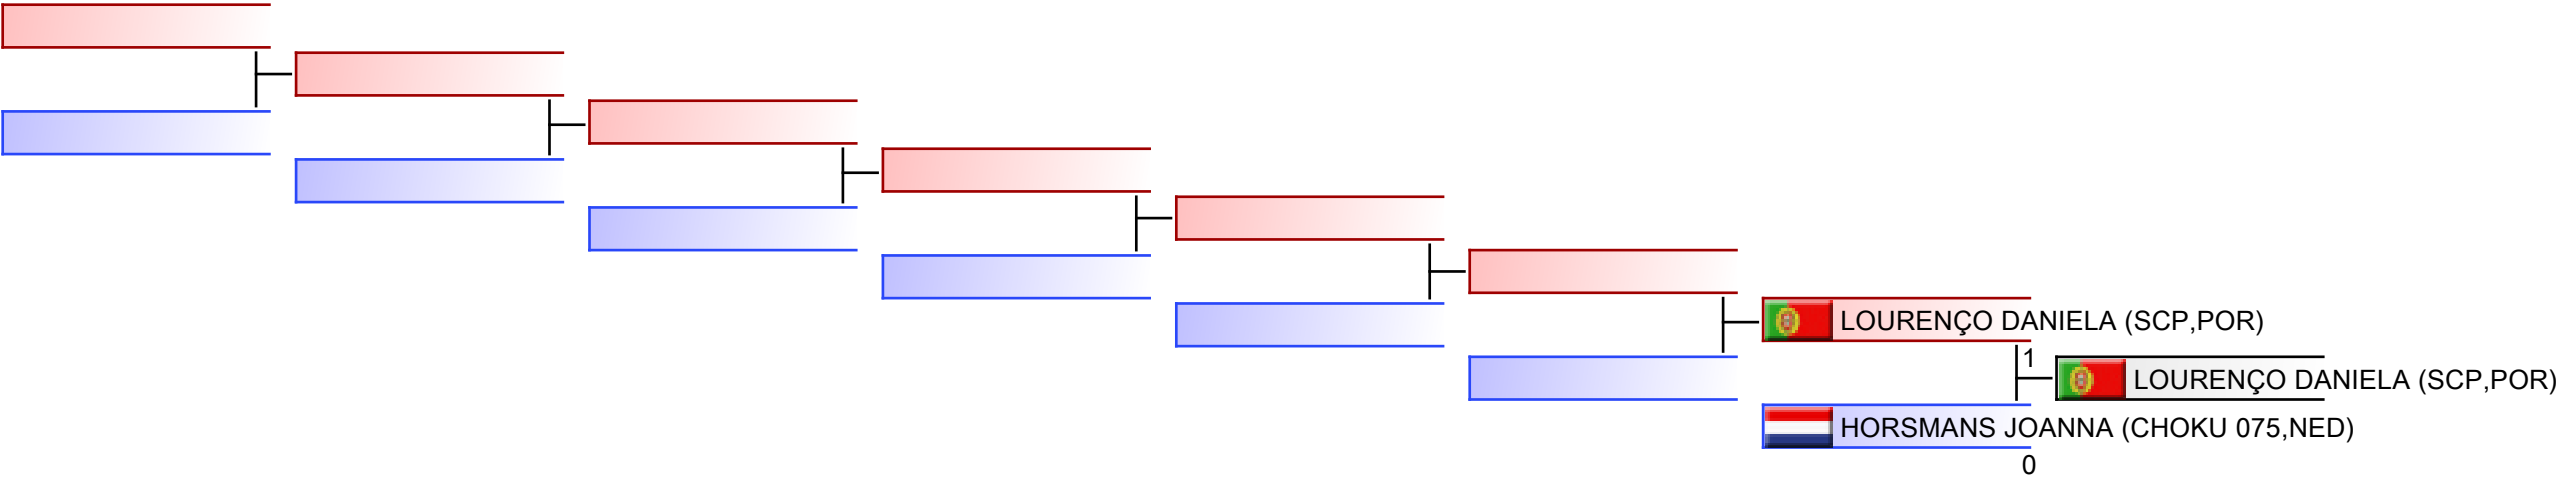 LOURENÇO DANIELA (SCP,POR)
1
LOURENÇO DANIELA (SCP,POR)
HORSMANS JOANNA (CHOKU 075,NED)
0